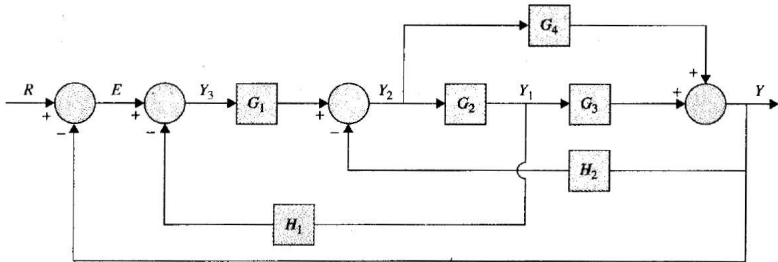 G4
+
R + E + Y3 G1 + Y2 G2 Y1 G3 + Y
− − −
H2
H1